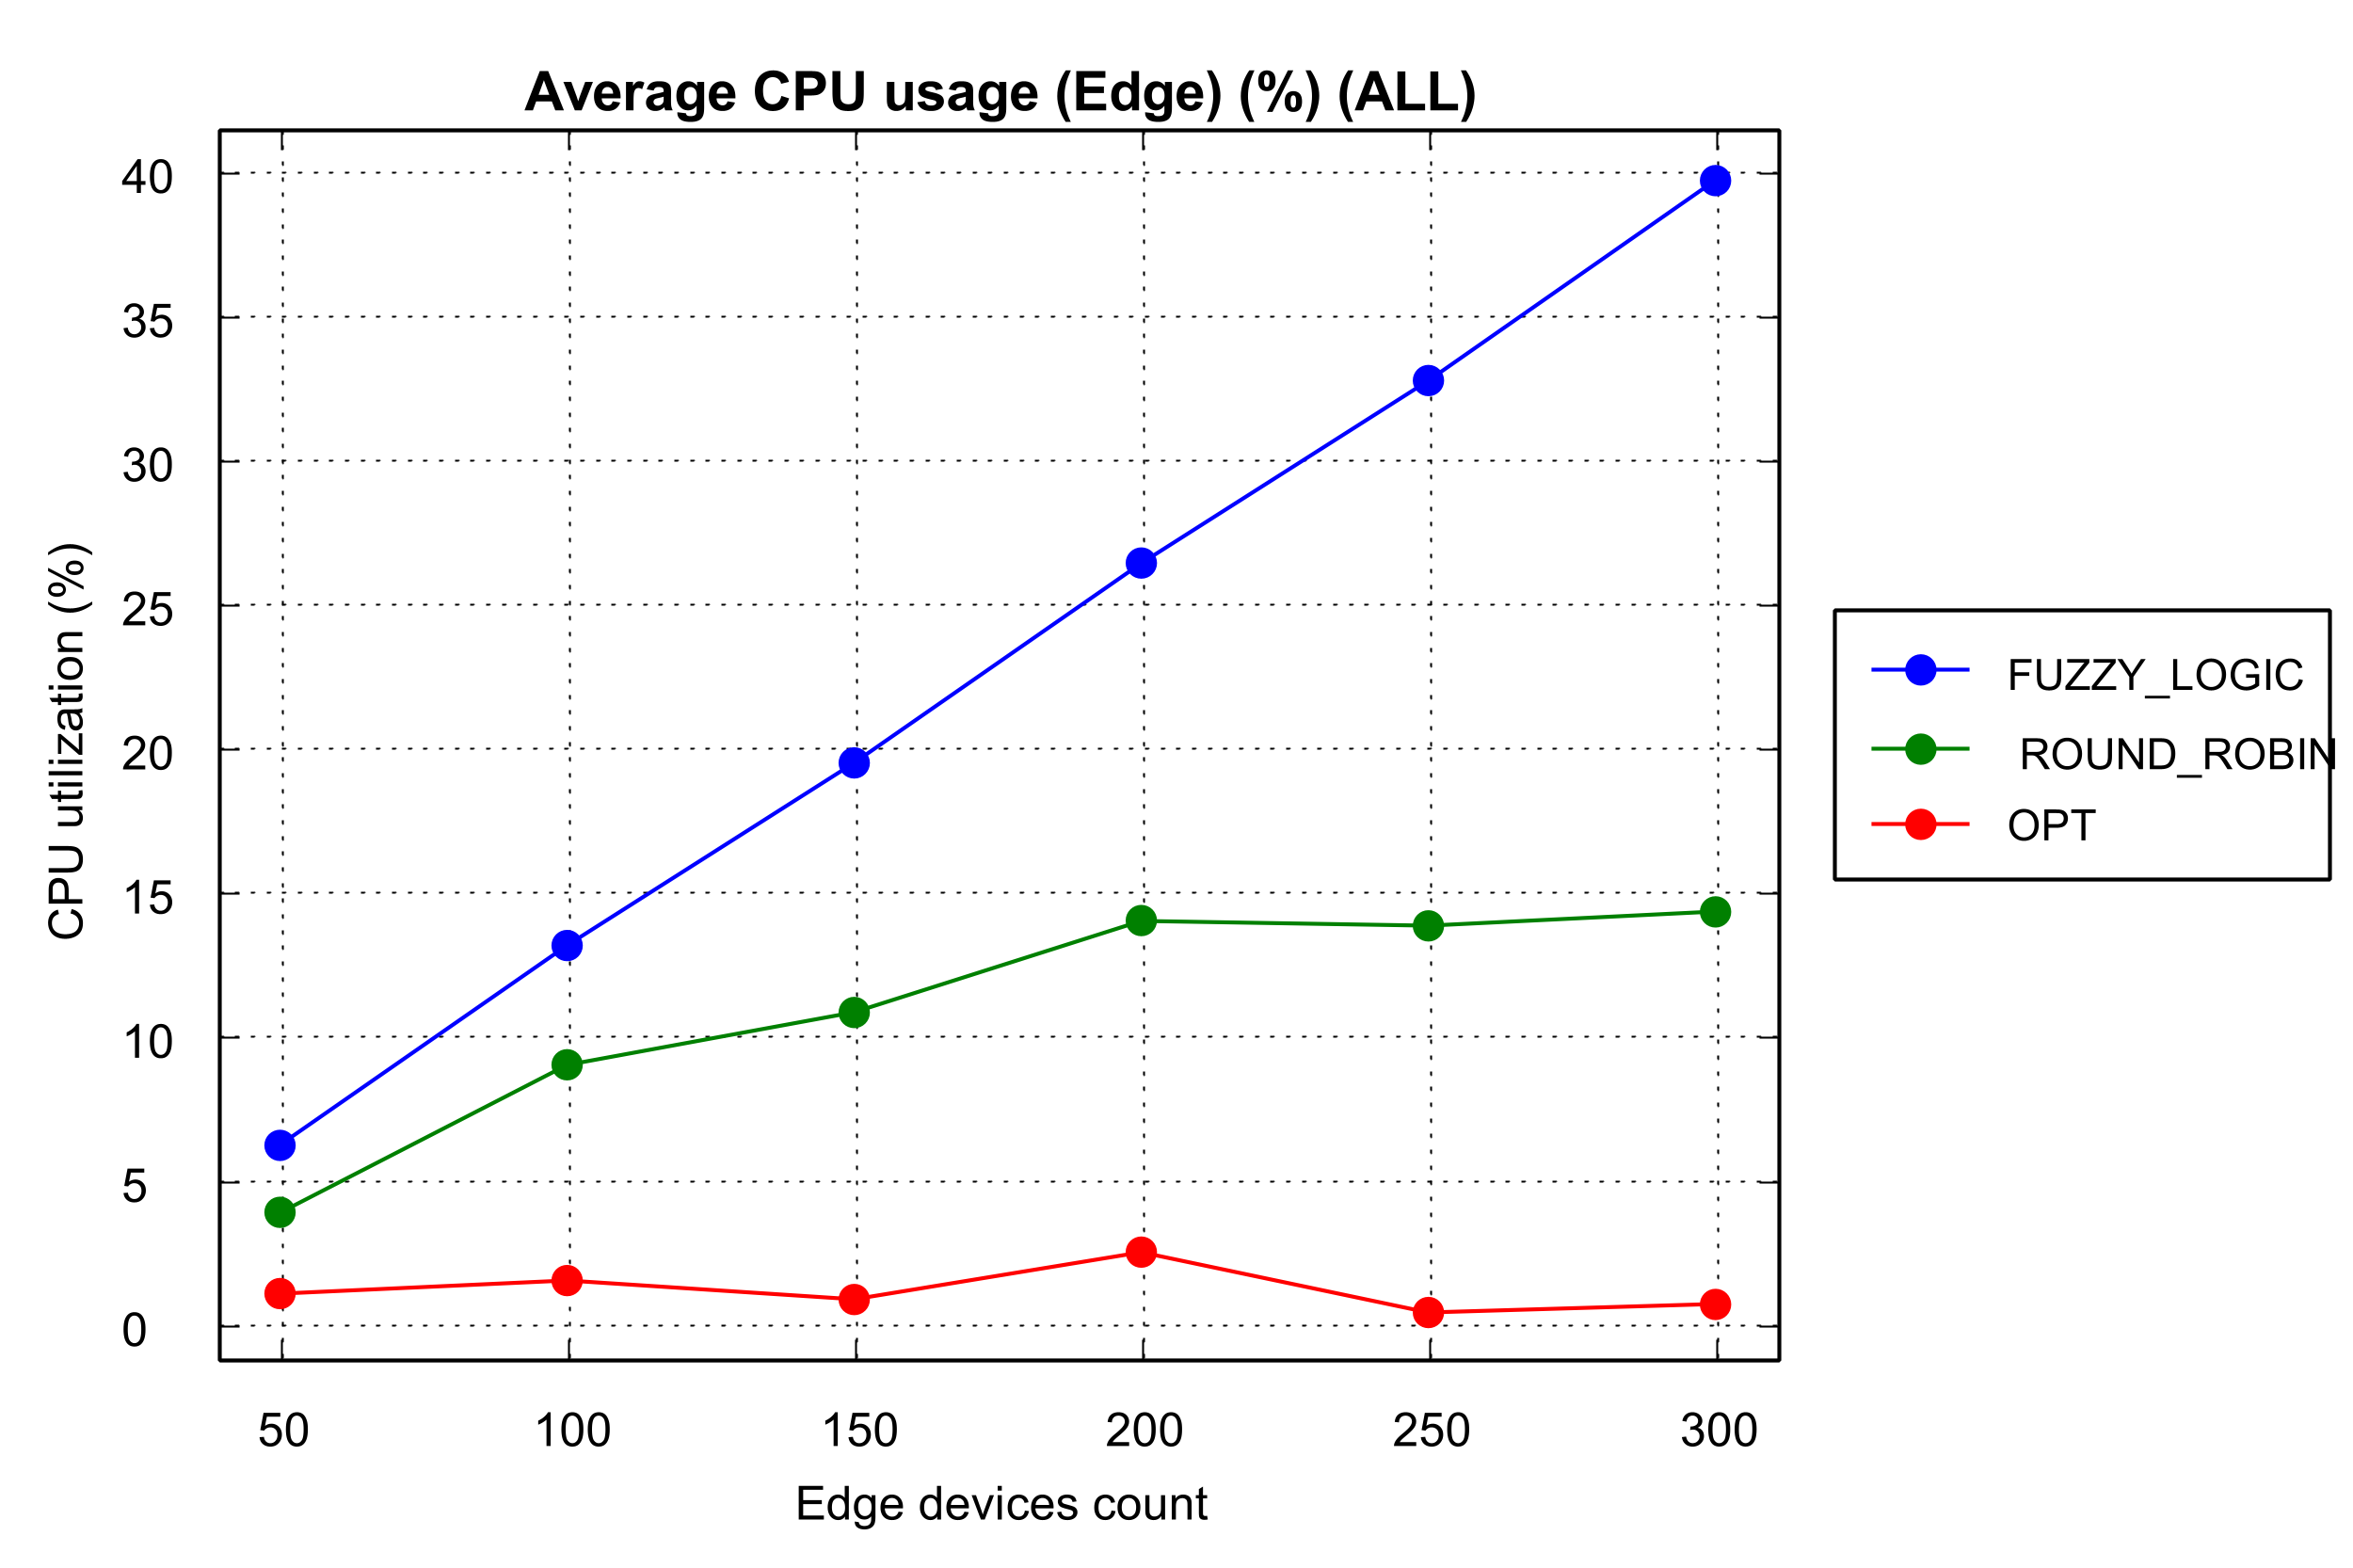 Average CPU usage (Edge) (%) (ALL)
40
35
30
25
20
15
10
5
0
CPU utilization (%)
50 100 150 200 250 300
Edge devices count
FUZZY_LOGIC
ROUND_ROBIN
OPT